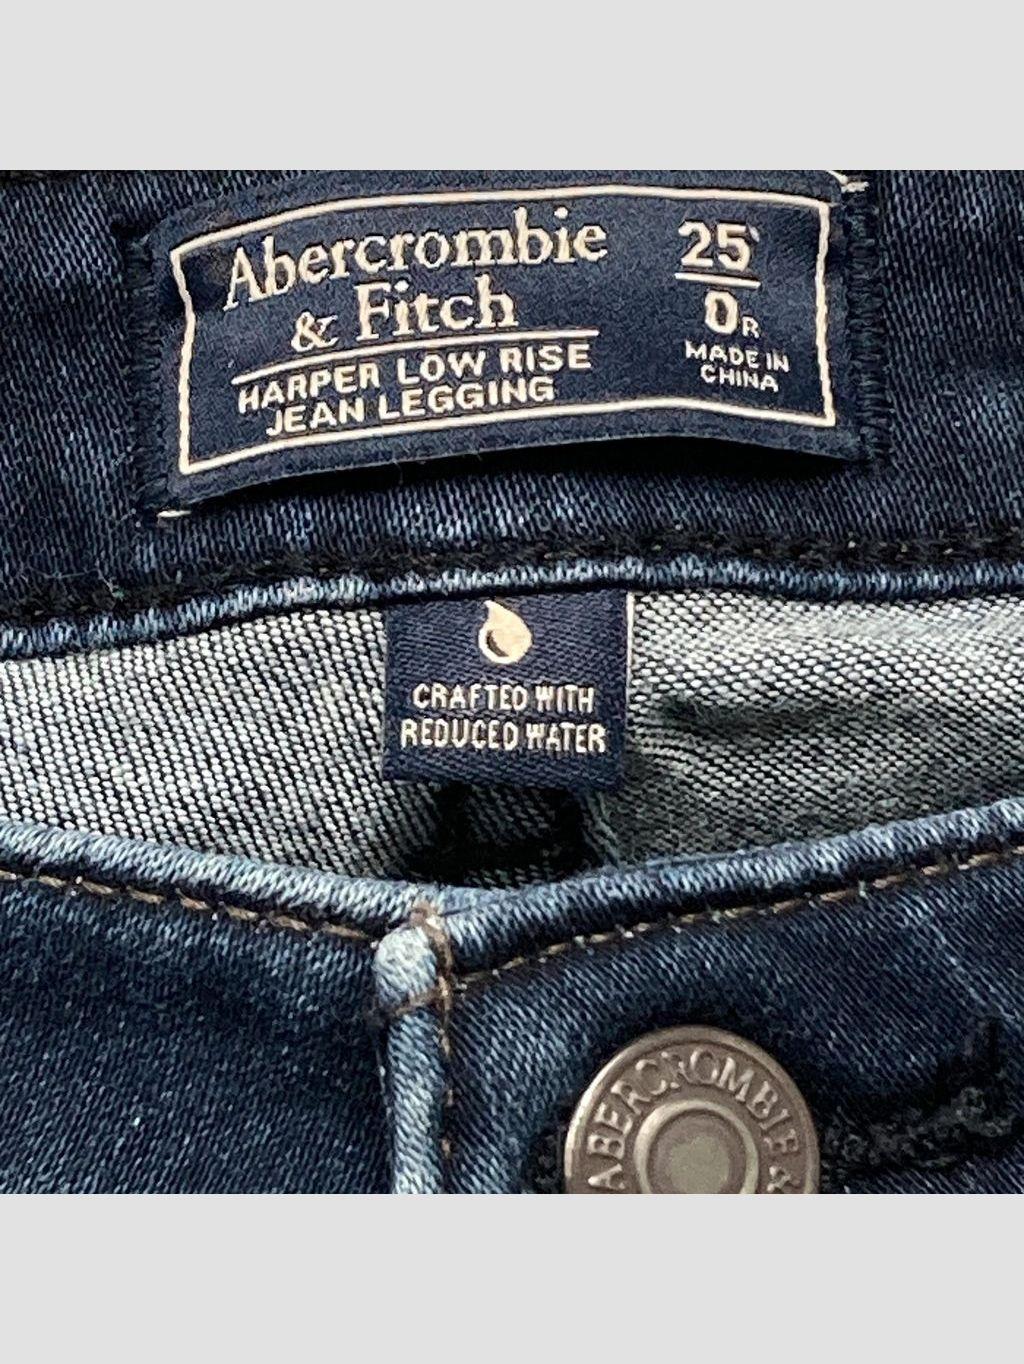 Abercrombie
& Fitch
HARPER LOW RISE
JEAN LEGGING
25
0R
MADE IN
CHINA
CRAFTED WITH
REDUCED WATER
ABERCROMBIE &